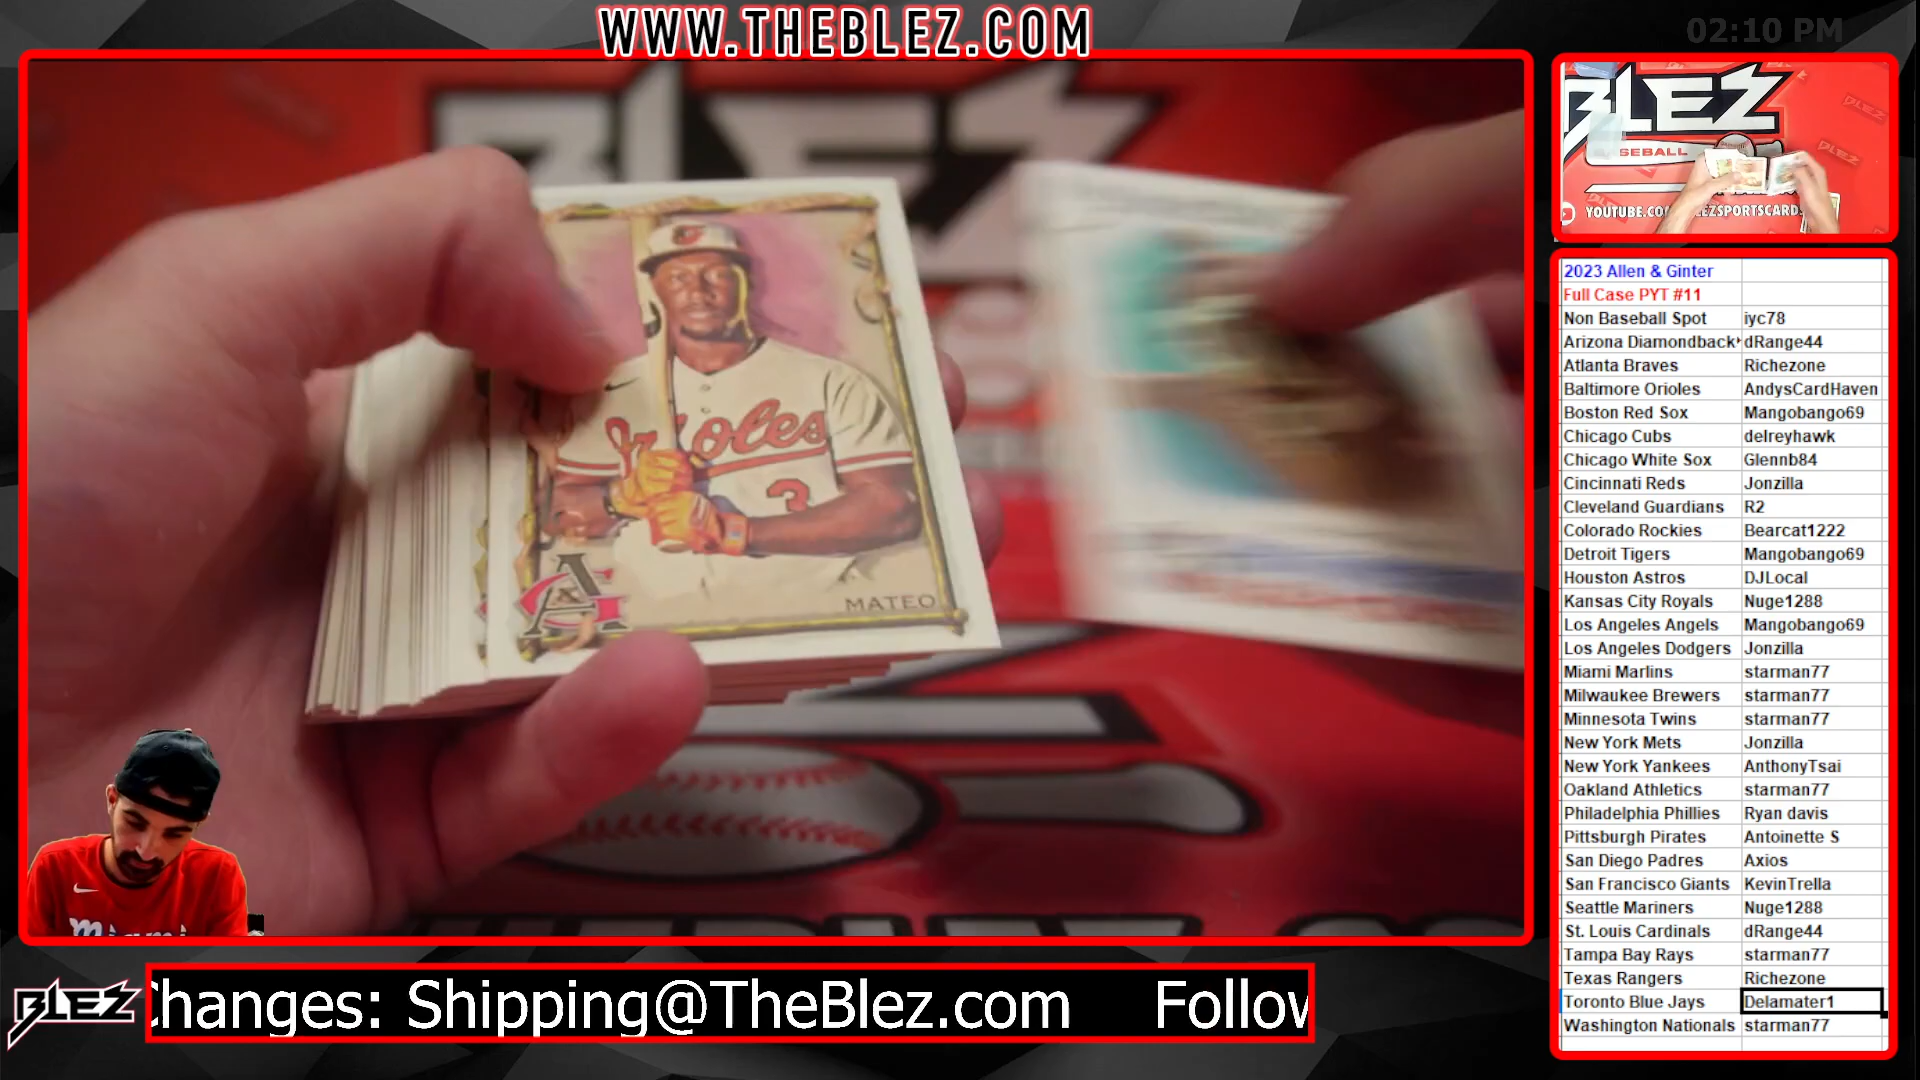 WWW.THEBLEZ.COM
02:10 PM
BLEZ
Orioles
3
A&G
MATEO
BLEZ
BLEZ
BLEZ
SEBALL
YOUTUBE.CO
EZSPORTSCARDS
2023 Allen & Ginter
Full Case PYT #11
Non Baseball Spot iyc78
Arizona Diamondback dRange44
Atlanta Braves Richezone
Baltimore Orioles AndysCardHaven
Boston Red Sox Mangobango69
Chicago Cubs delreyhawk
Chicago White Sox Glennb84
Cincinnati Reds Jonzilla
Cleveland Guardians R2
Colorado Rockies Bearcat1222
Detroit Tigers Mangobango69
Houston Astros DJLocal
Kansas City Royals Nuge1288
Los Angeles Angels Mangobango69
Los Angeles Dodgers Jonzilla
Miami Marlins starman77
Milwaukee Brewers starman77
Minnesota Twins starman77
New York Mets Jonzilla
New York Yankees AnthonyTsai
Oakland Athletics starman77
Philadelphia Phillies Ryan davis
Pittsburgh Pirates Antoinette S
San Diego Padres Axios
San Francisco Giants KevinTrella
Seattle Mariners Nuge1288
St. Louis Cardinals dRange44
Tampa Bay Rays starman77
Texas Rangers Richezone
Toronto Blue Jays Delamater1
Washington Nationals starman77
Miami
BLEZ
Changes: Shipping@TheBlez.com Follow